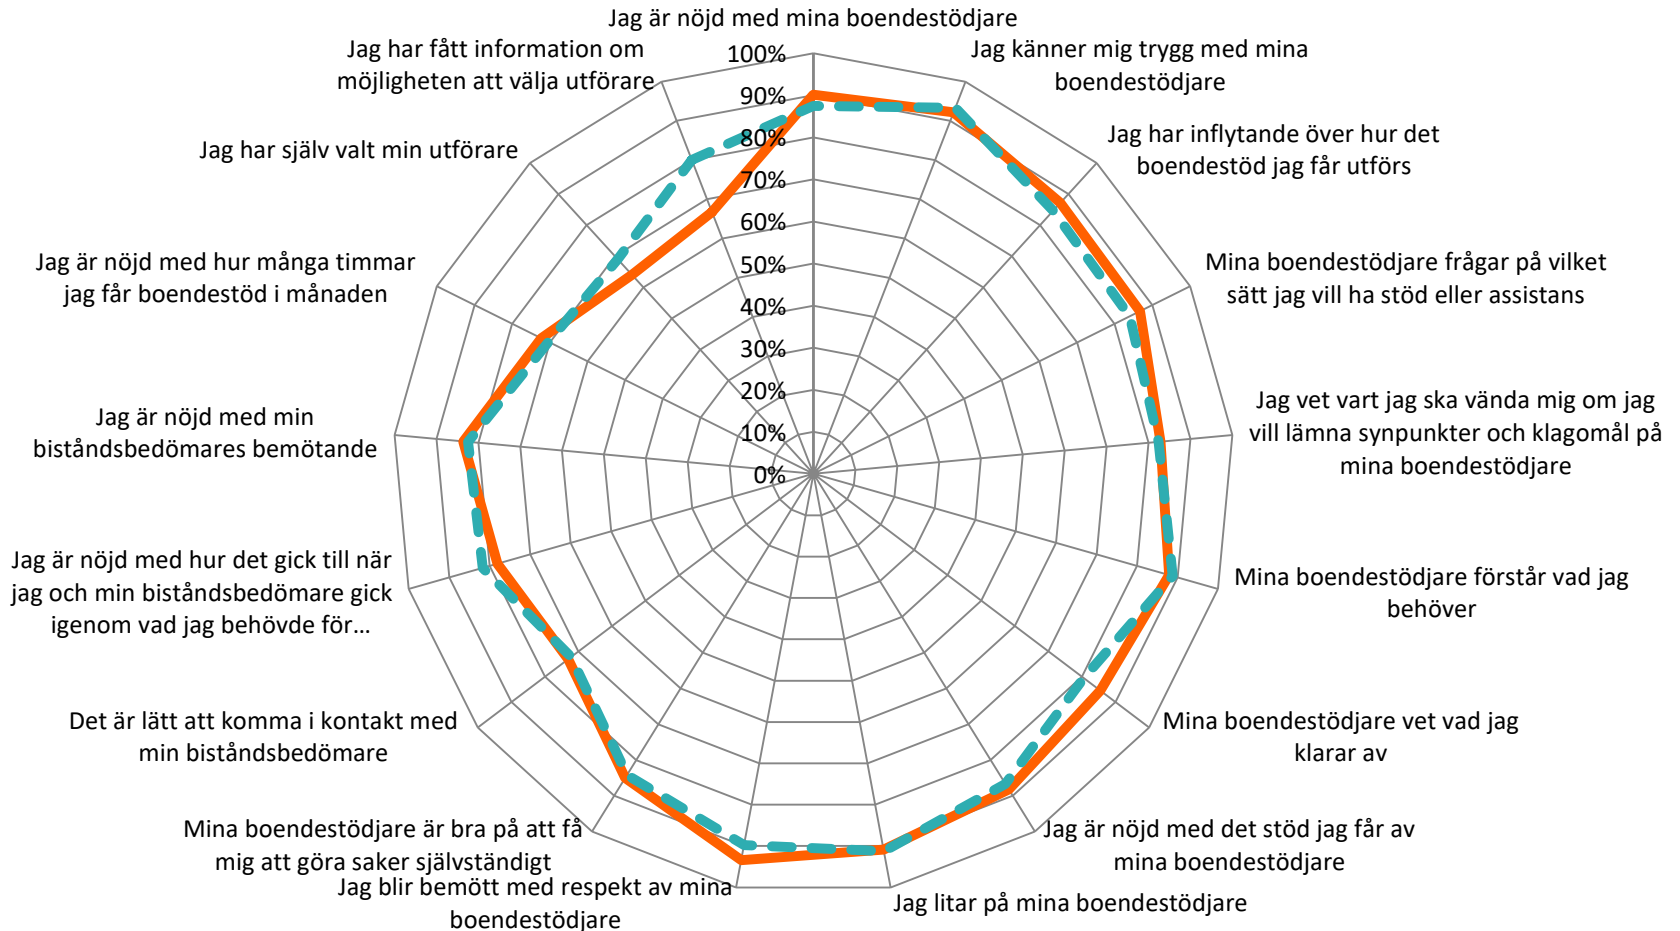 Jag är nöjd med mina boendestödjare
Jag känner mig trygg med mina
boendestödjare
Jag har inflytande över hur det
boendestöd jag får utförs
Mina boendestödjare frågar på vilket
sätt jag vill ha stöd eller assistans
Jag vet vart jag ska vända mig om jag
vill lämna synpunkter och klagomål på
mina boendestödjare
Mina boendestödjare förstår vad jag
behöver
Mina boendestödjare vet vad jag
klarar av
Jag är nöjd med det stöd jag får av
mina boendestödjare
Jag litar på mina boendestödjare
Jag blir bemött med respekt av mina
boendestödjare
Mina boendestödjare är bra på att få
mig att göra saker självständigt
Det är lätt att komma i kontakt med
min biståndsbedömare
Jag är nöjd med hur det gick till när
jag och min biståndsbedömare gick
igenom vad jag behövde för…
Jag är nöjd med min
biståndsbedömares bemötande
Jag är nöjd med hur många timmar
jag får boendestöd i månaden
Jag har själv valt min utförare
Jag har fått information om
möjligheten att välja utförare
100%
90%
80%
70%
60%
50%
40%
30%
20%
10%
0%